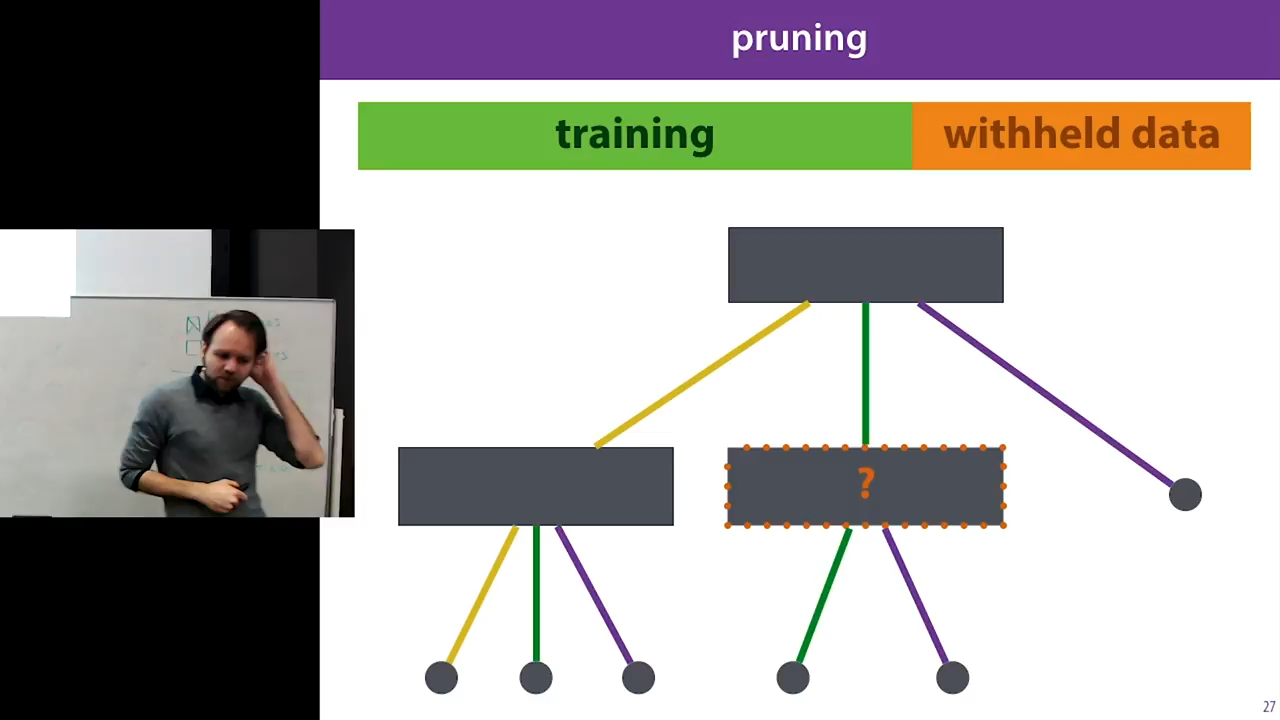 pruning
training
withheld data
?
27